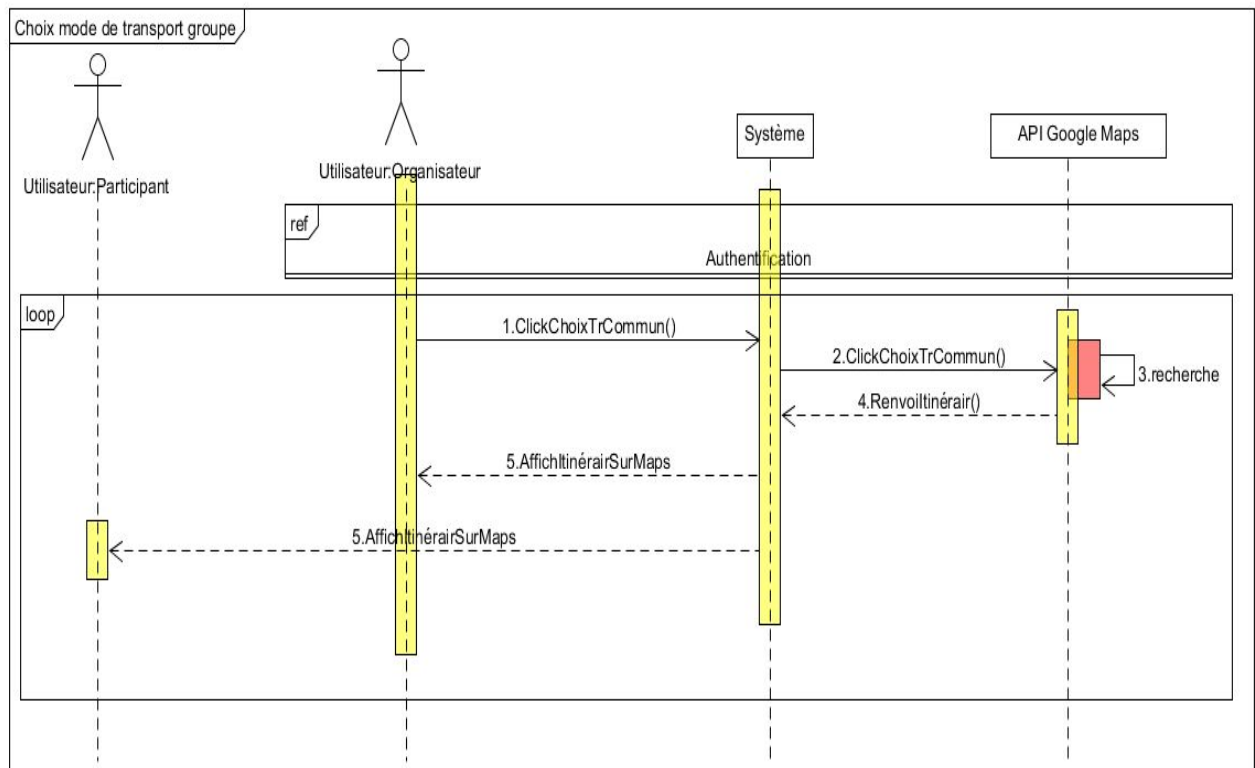 Choix mode de transport groupe
Utilisateur:Participant
Utilisateur:Organisateur
Système
API Google Maps
ref
Authentification
loop
1.ClickChoixTrCommun()
2.ClickChoixTrCommun()
3.recherche
4.RenvoiItinérair()
5.AffichItinérairSurMaps
5.AffichItinérairSurMaps